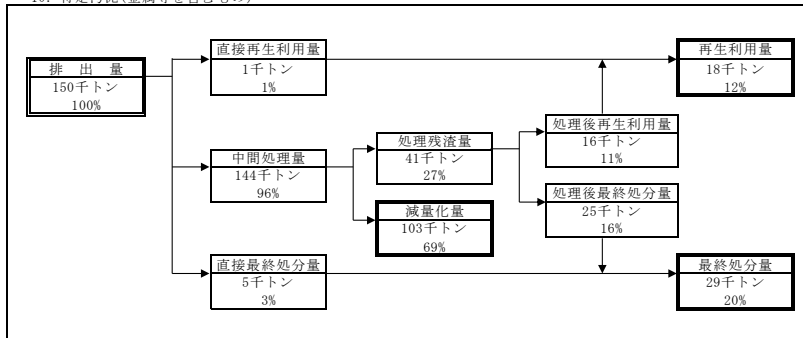 排 出 量
150千トン
100%
直接再生利用量
1千トン
1%
再生利用量
18千トン
12%
中間処理量
144千トン
96%
処理残渣量
41千トン
27%
処理後再生利用量
16千トン
11%
減量化量
103千トン
69%
処理後最終処分量
25千トン
16%
直接最終処分量
5千トン
3%
最終処分量
29千トン
20%